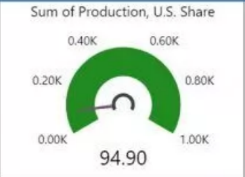 Sum of Production, U.S. Share
0.40K 0.60K
0.20K 0.80K
0.00K 1.00K
94.90